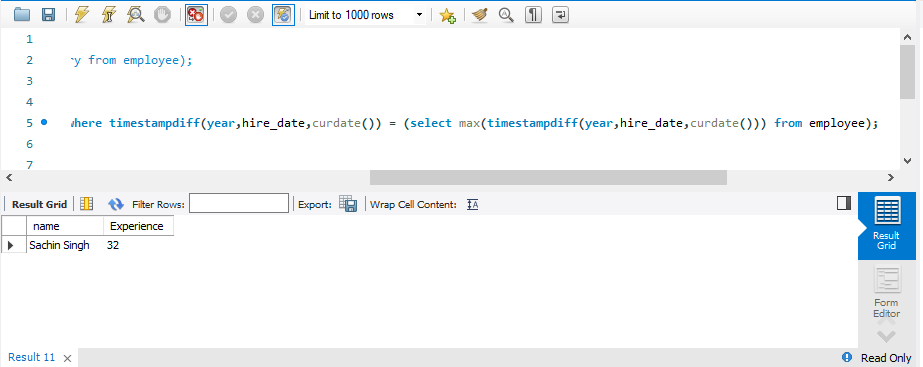 Limit to 1000 rows
1
2 ry from employee);
3
4
5 where timestampdiff(year,hire_date,curdate()) = (select max(timestampdiff(year,hire_date,curdate())) from employee);
6
7
Result Grid Filter Rows: Export: Wrap Cell Content:
name Experience
Sachin Singh 32
Result
Grid
Form
Editor
Result 11 Read Only